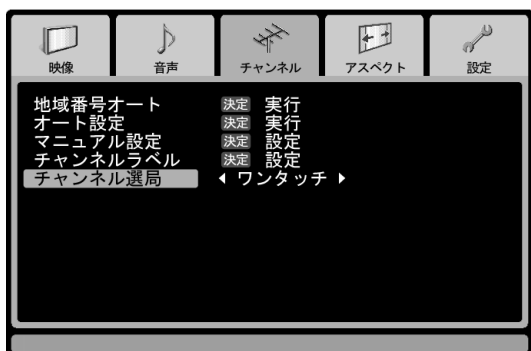 映像 音声 チャンネル アスペクト 設定
地域番号オート 決定 実行
オート設定 決定 実行
マニュアル設定 決定 設定
チャンネルラベル 決定 設定
チャンネル選局 ワンタッチ